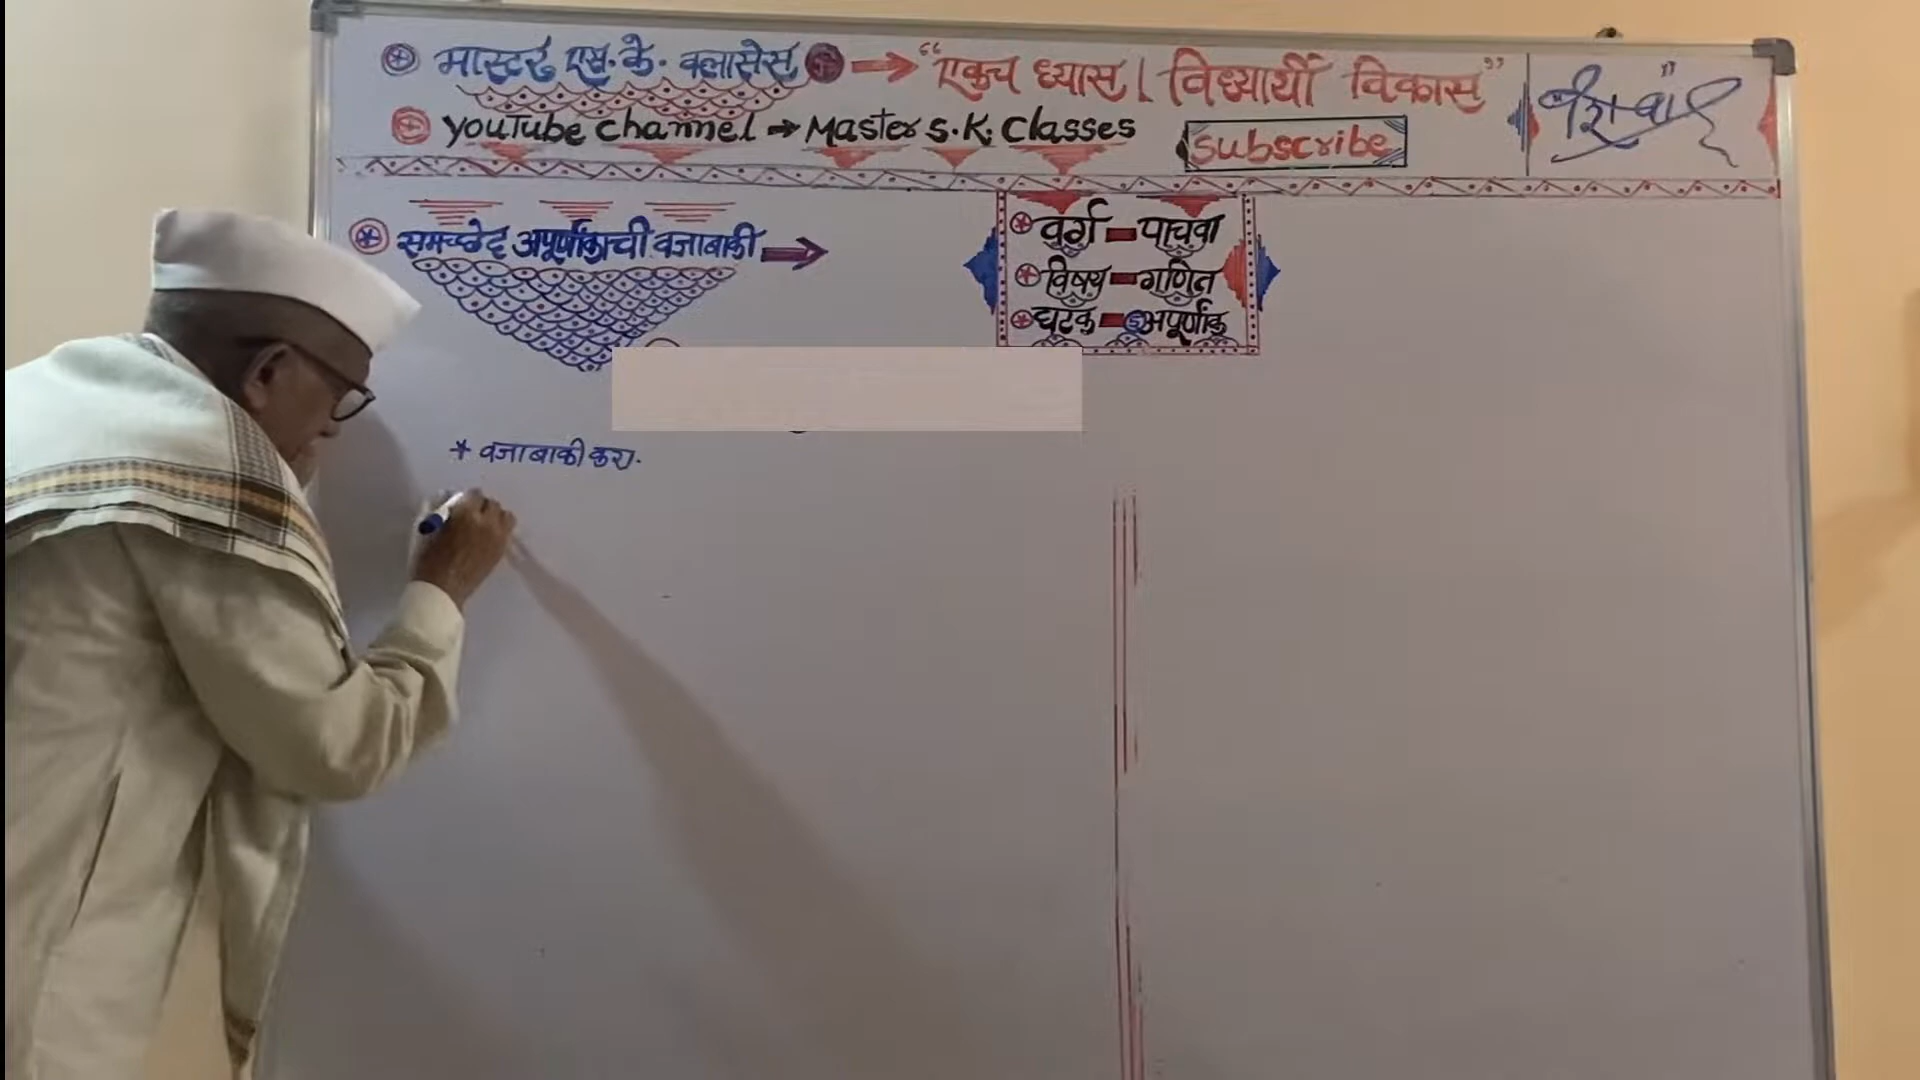 मास्टर एस. के. क्लासेस → "एकच ध्यास। विध्यार्थी विकास"
YouTube channel → Master S.K. Classes subscribe
समच्छेद अपूर्णांकाची वजाबाकी →
वर्ग - पाचवा
विषय - गणित
घटक - 5 अपूर्णांक
* वजाबाकी करा.